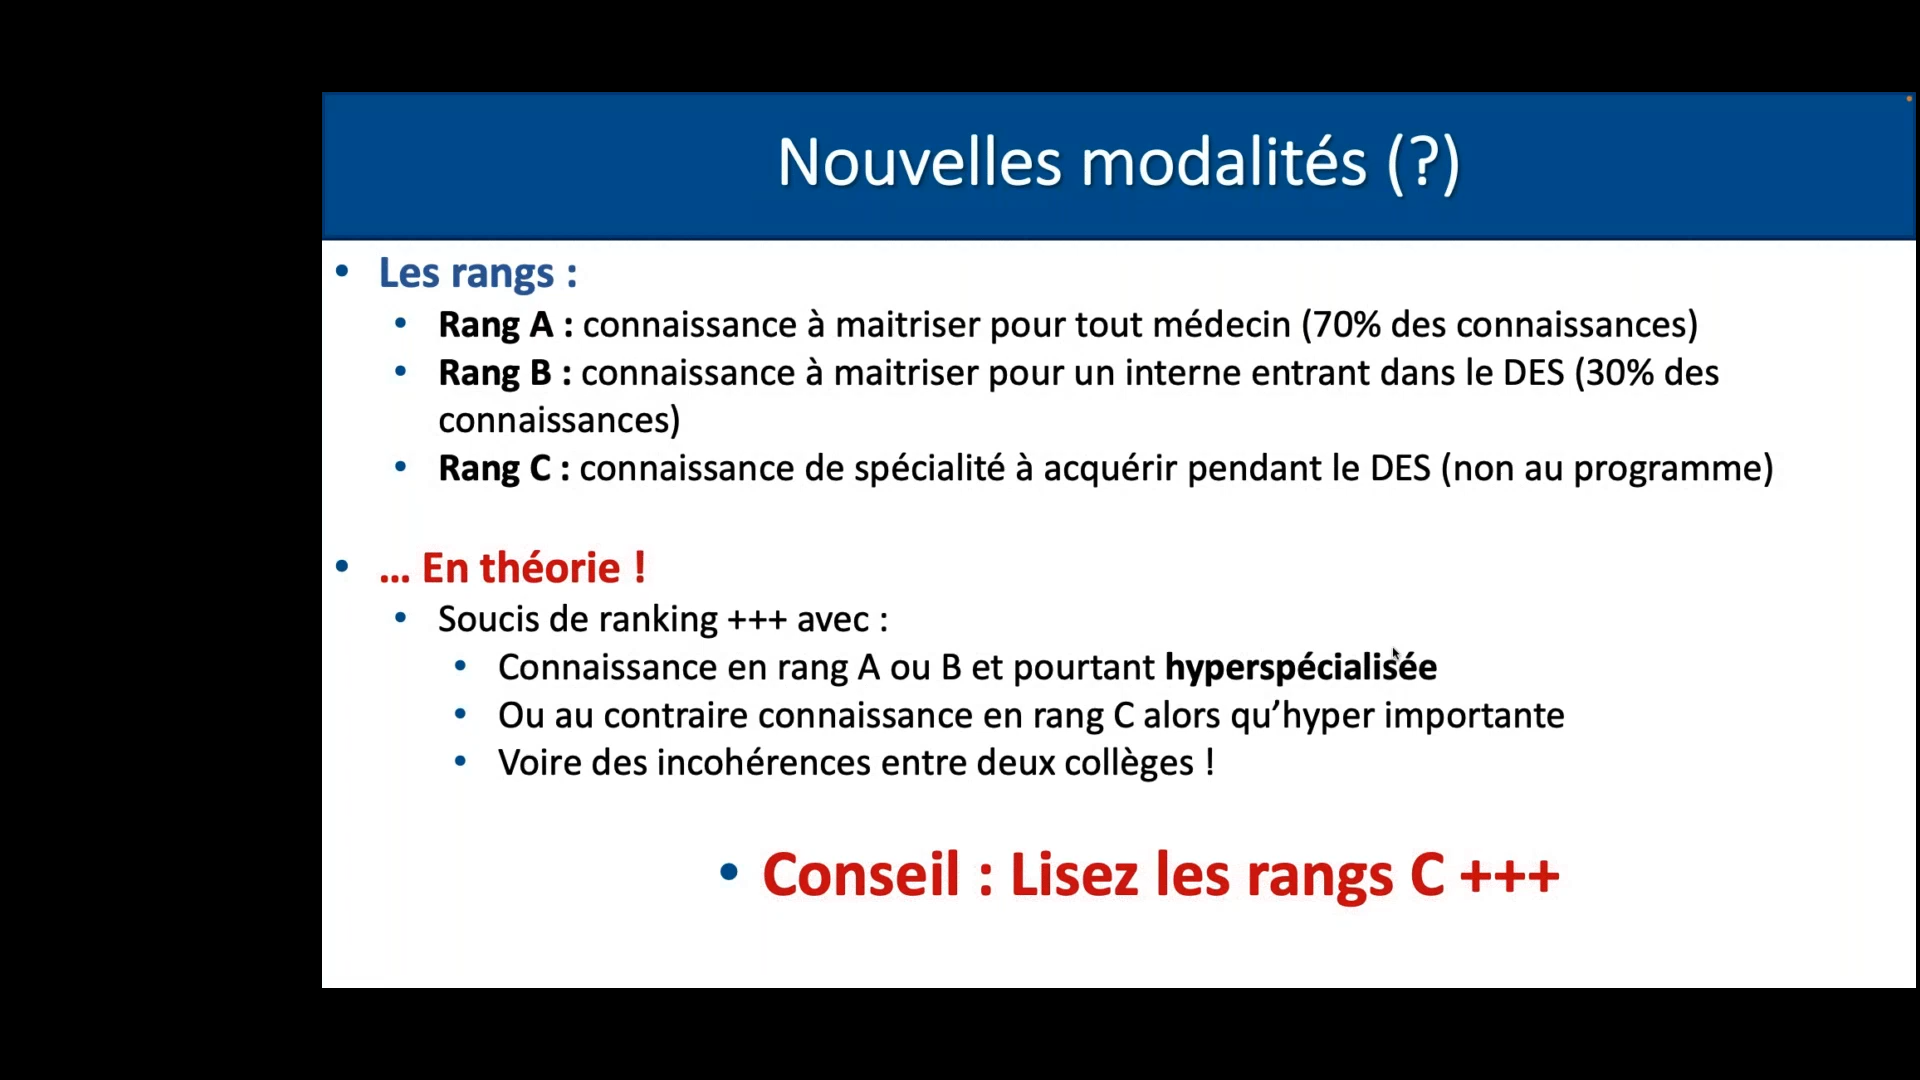 Nouvelles modalités (?)
• Les rangs :
• Rang A : connaissance à maitriser pour tout médecin (70% des connaissances)
• Rang B : connaissance à maitriser pour un interne entrant dans le DES (30% des
connaissances)
• Rang C : connaissance de spécialité à acquérir pendant le DES (non au programme)
• … En théorie !
• Soucis de ranking +++ avec :
• Connaissance en rang A ou B et pourtant hyperspécialisée
• Ou au contraire connaissance en rang C alors qu’hyper importante
• Voire des incohérences entre deux collèges !
• Conseil : Lisez les rangs C +++